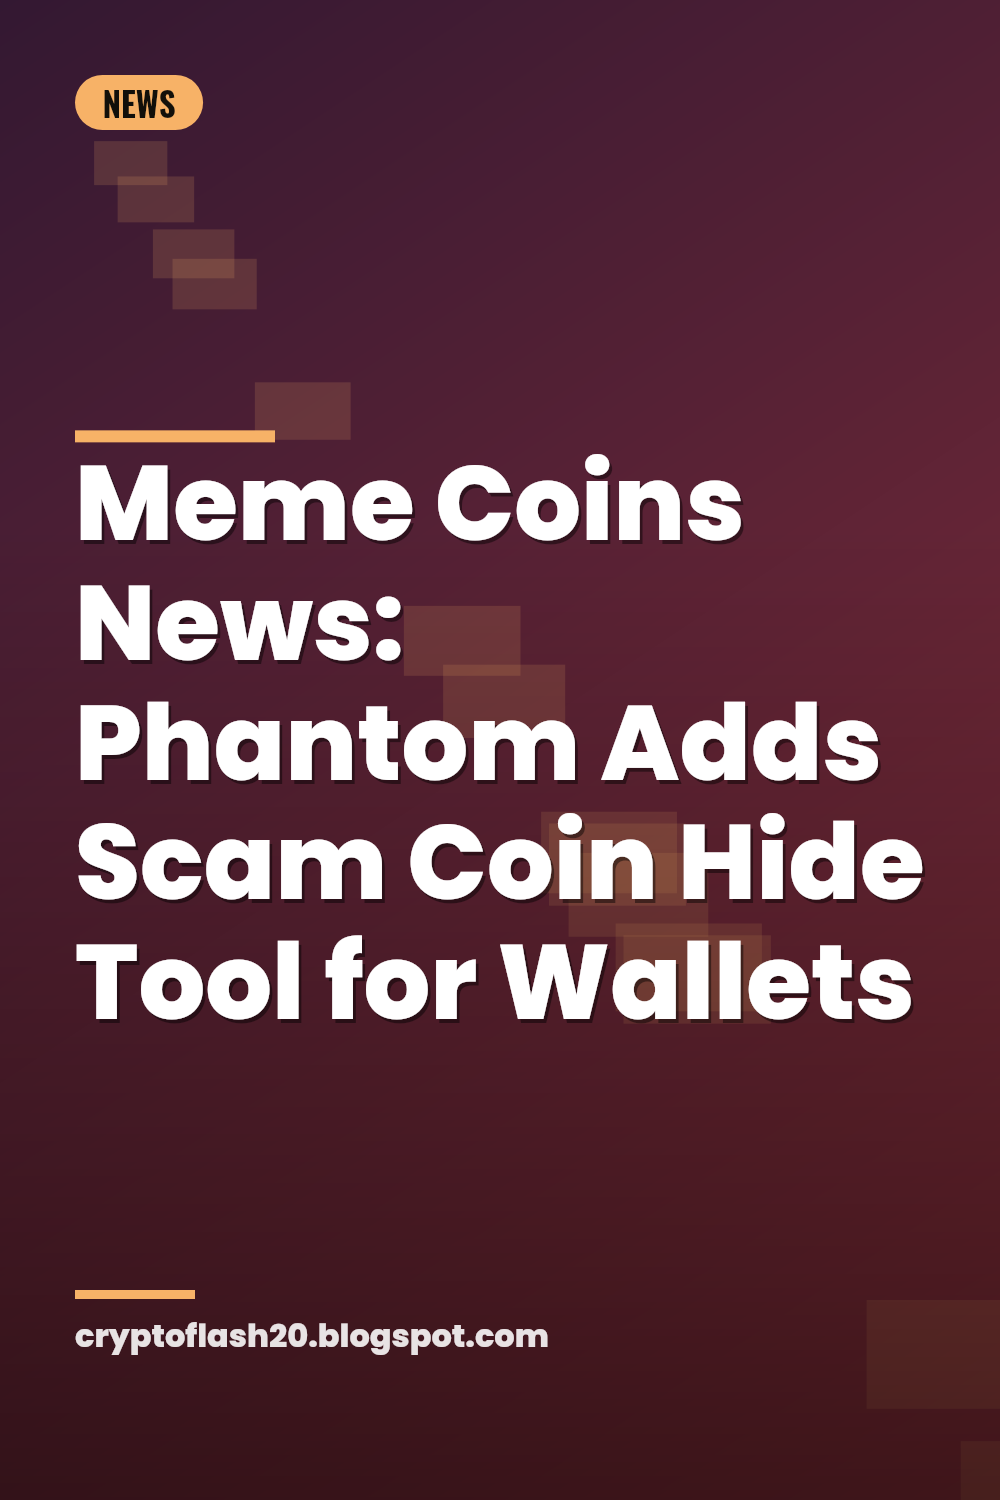 NEWS
Meme Coins
News:
Phantom Adds
Scam Coin Hide
Tool for Wallets
cryptoflash20.blogspot.com